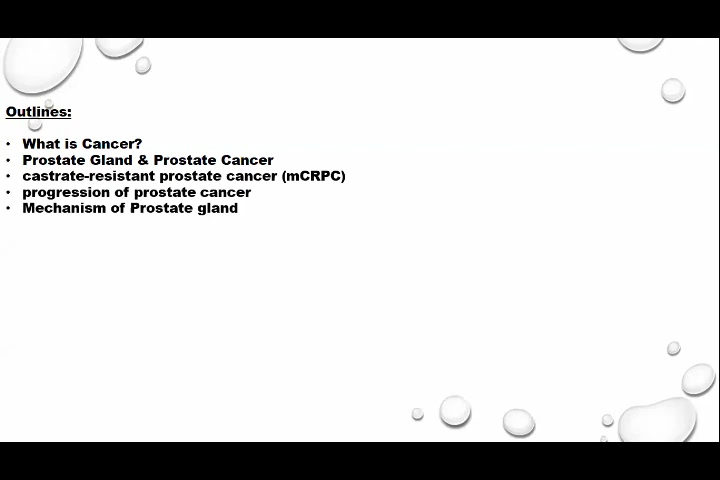 Outlines:
• What is Cancer?
• Prostate Gland & Prostate Cancer
• castrate-resistant prostate cancer (mCRPC)
• progression of prostate cancer
• Mechanism of Prostate gland